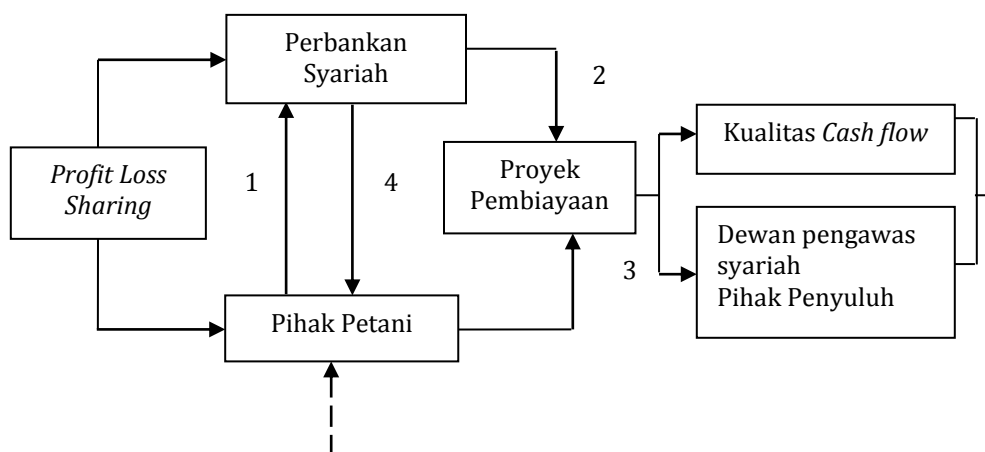 Perbankan
Syariah
2
Kualitas Cash flow
Profit Loss
Sharing
1
4
Proyek
Pembiayaan
3
Dewan pengawas
syariah
Pihak Penyuluh
Pihak Petani